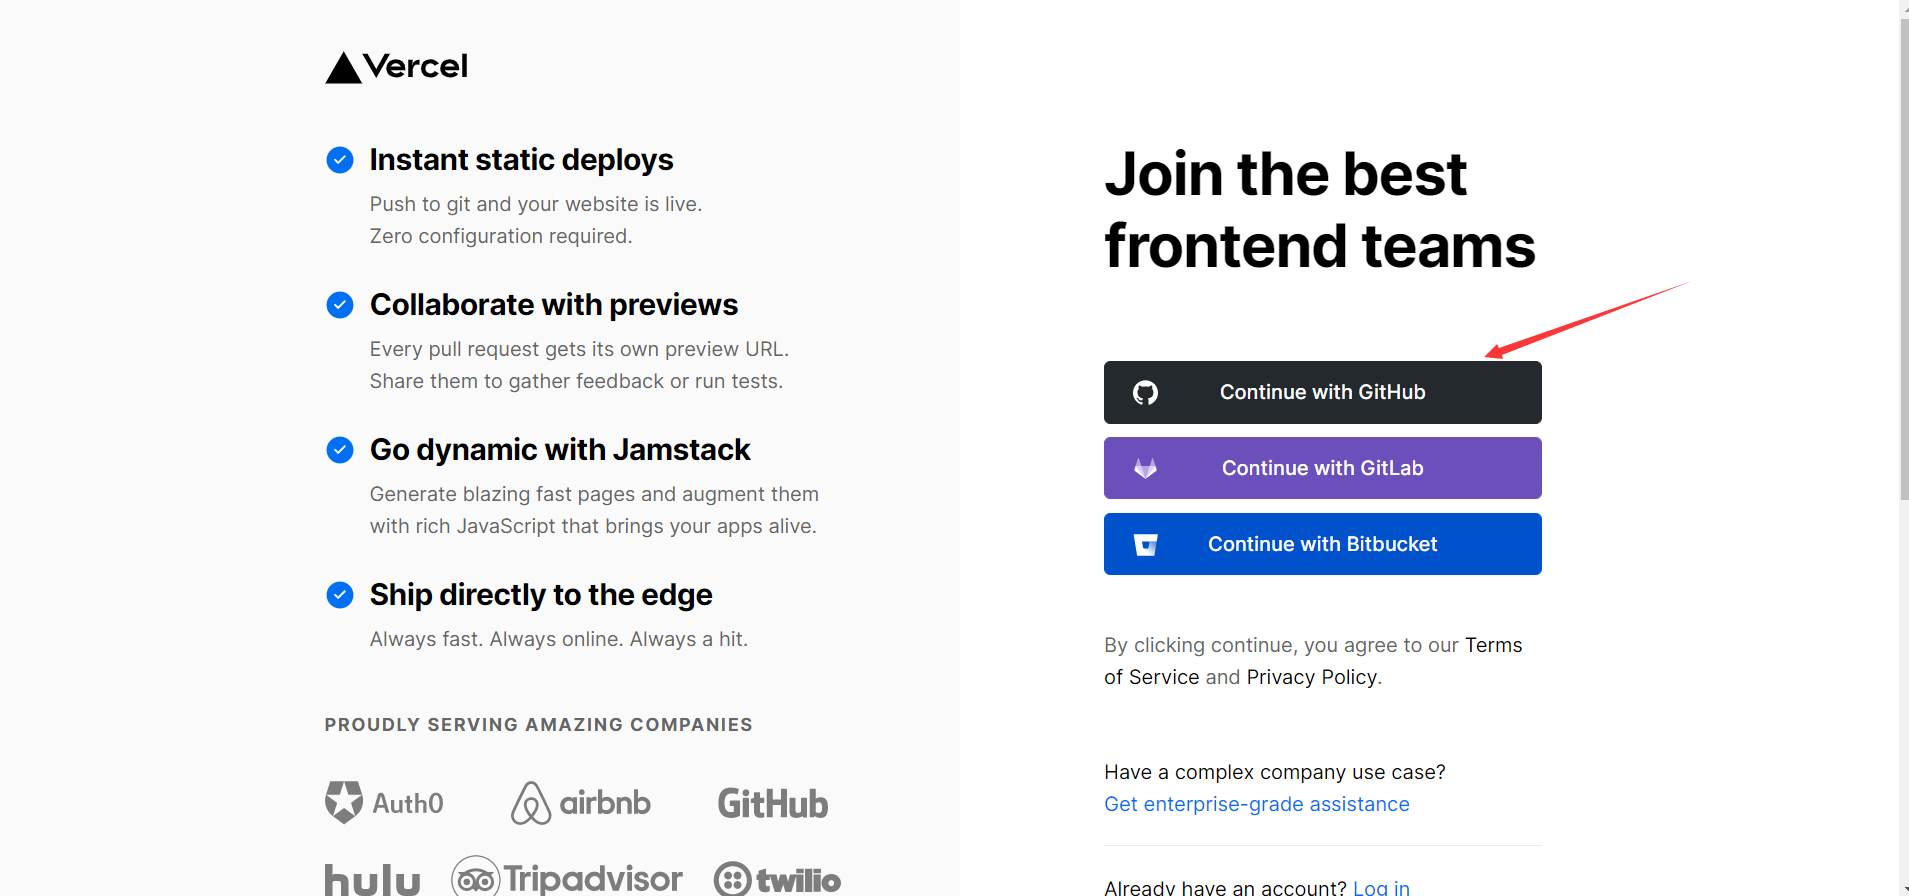 Vercel
Instant static deploys
Push to git and your website is live.
Zero configuration required.
Collaborate with previews
Every pull request gets its own preview URL.
Share them to gather feedback or run tests.
Go dynamic with Jamstack
Generate blazing fast pages and augment them
with rich JavaScript that brings your apps alive.
Ship directly to the edge
Always fast. Always online. Always a hit.
PROUDLY SERVING AMAZING COMPANIES
Auth0 airbnb GitHub
hulu Tripadvisor twilio
Join the best
frontend teams
Continue with GitHub
Continue with GitLab
Continue with Bitbucket
By clicking continue, you agree to our Terms
of Service and Privacy Policy.
Have a complex company use case?
Get enterprise-grade assistance
Already have an account? Log in